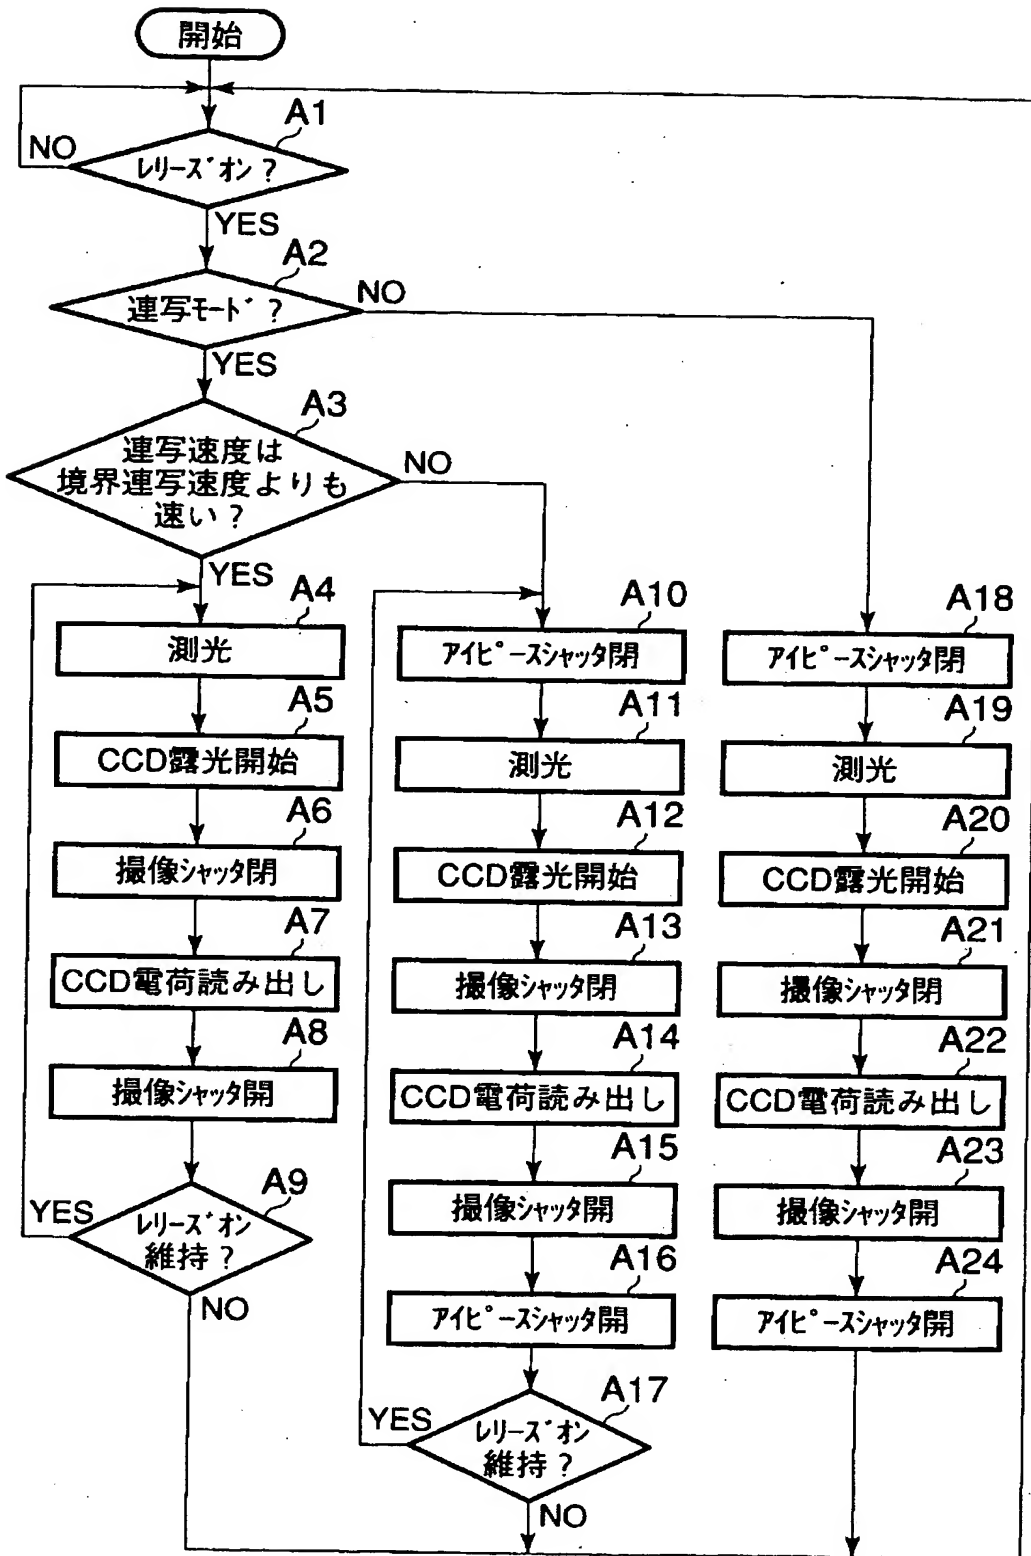 開始
A1
NO
レリーズオン？
YES
A2
NO
連写モード？
YES
A3
連写速度は
境界連写速度よりも
速い？
NO
YES
A4
測光
A5
CCD露光開始
A6
撮像シャッタ閉
A7
CCD電荷読み出し
A8
撮像シャッタ開
A9
YES
レリーズオン
維持？
NO
A10
アイピースシャッタ閉
A11
測光
A12
CCD露光開始
A13
撮像シャッタ閉
A14
CCD電荷読み出し
A15
撮像シャッタ開
A16
アイピースシャッタ開
A17
YES
レリーズオン
維持？
NO
A18
アイピースシャッタ閉
A19
測光
A20
CCD露光開始
A21
撮像シャッタ閉
A22
CCD電荷読み出し
A23
撮像シャッタ開
A24
アイピースシャッタ開